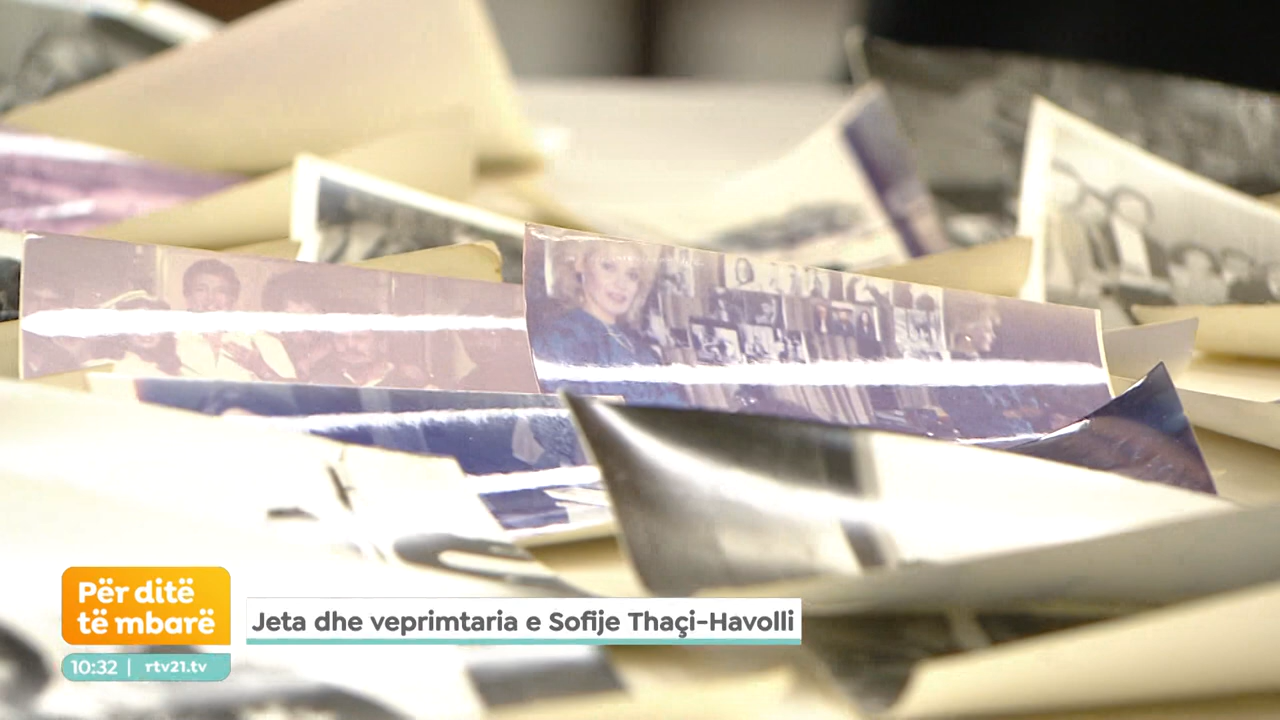 Për ditë
të mbarë
Jeta dhe veprimtaria e Sofije Thaçi-Havolli
10:32 | rtv21.tv